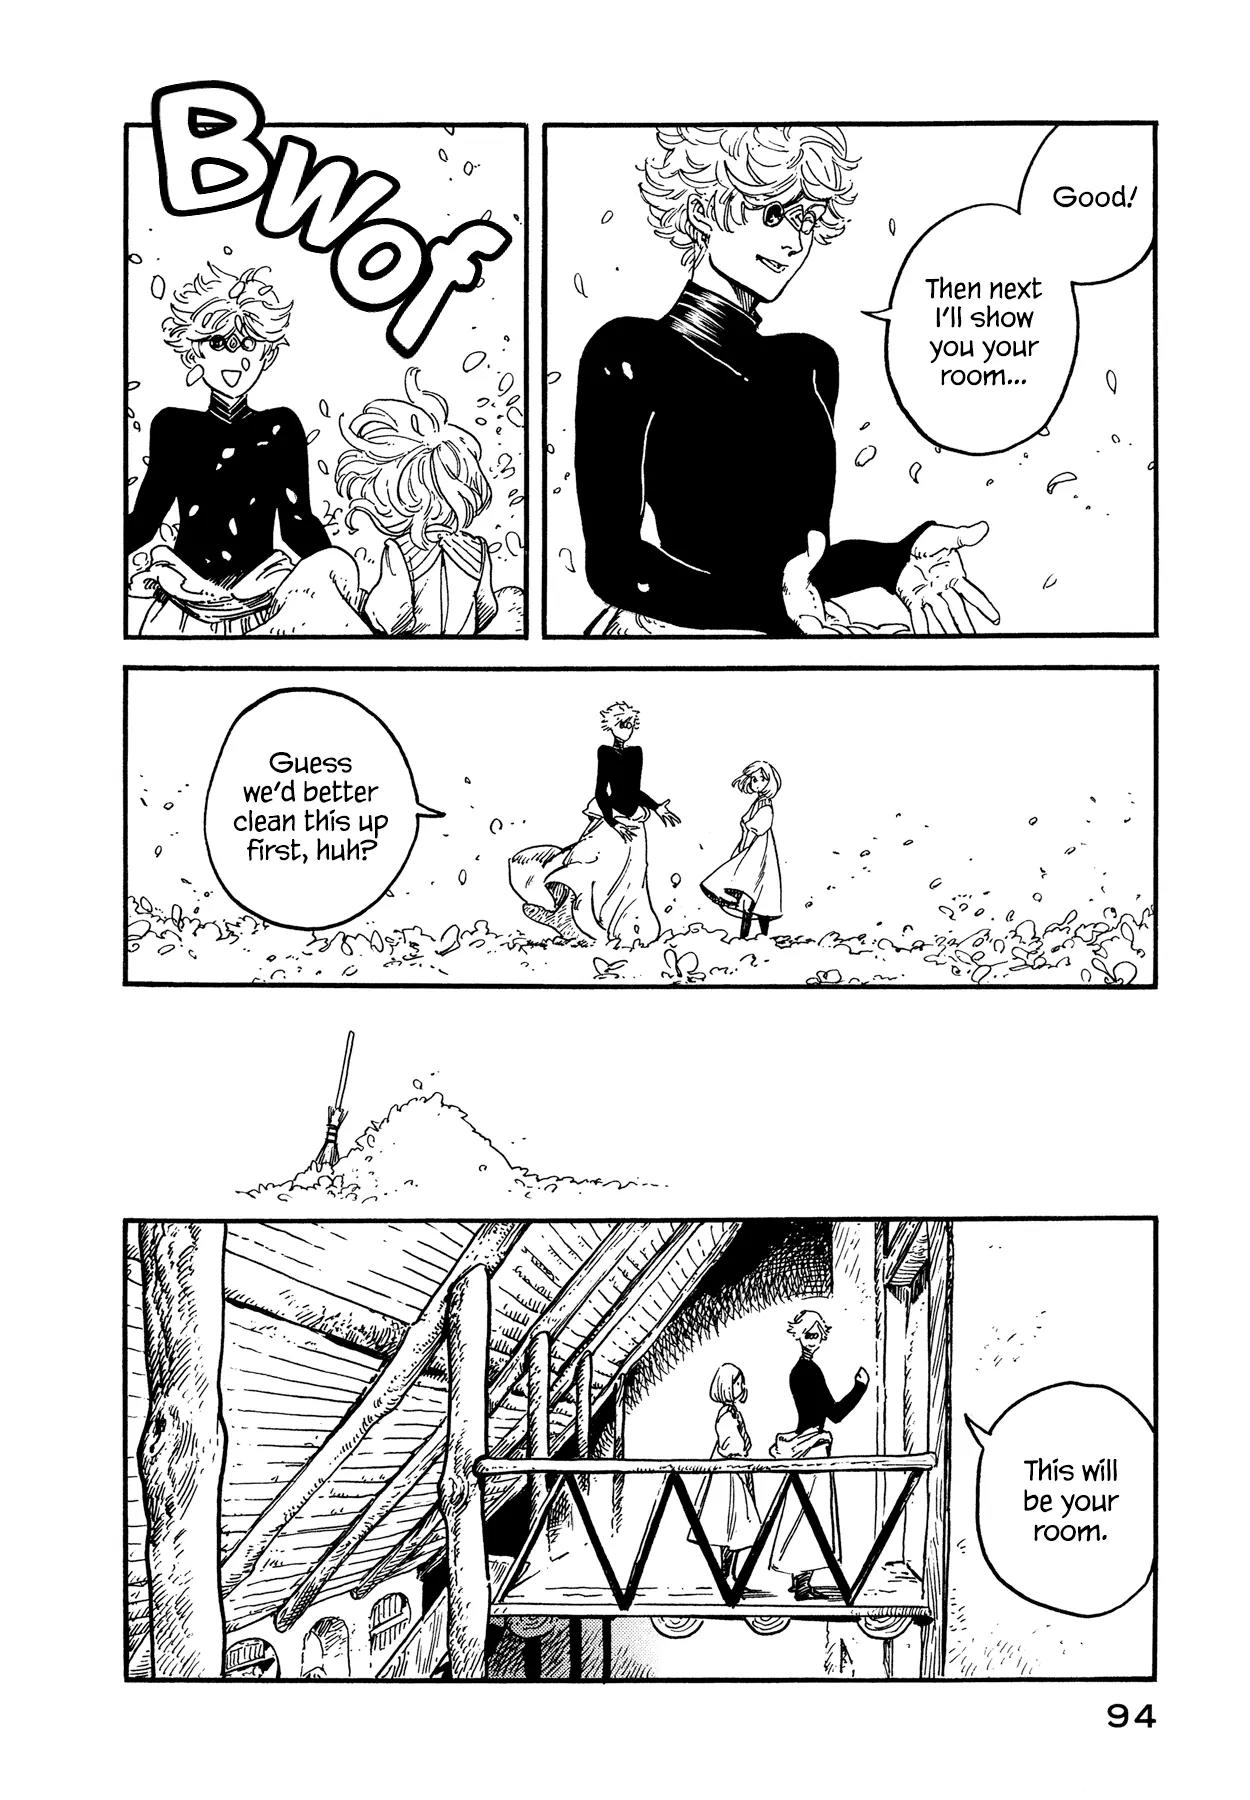 Bwof
Good!
Then next
I'll show
you your
room...
Guess
we'd better
clean this up
first, huh?
This will
be your
room.
94